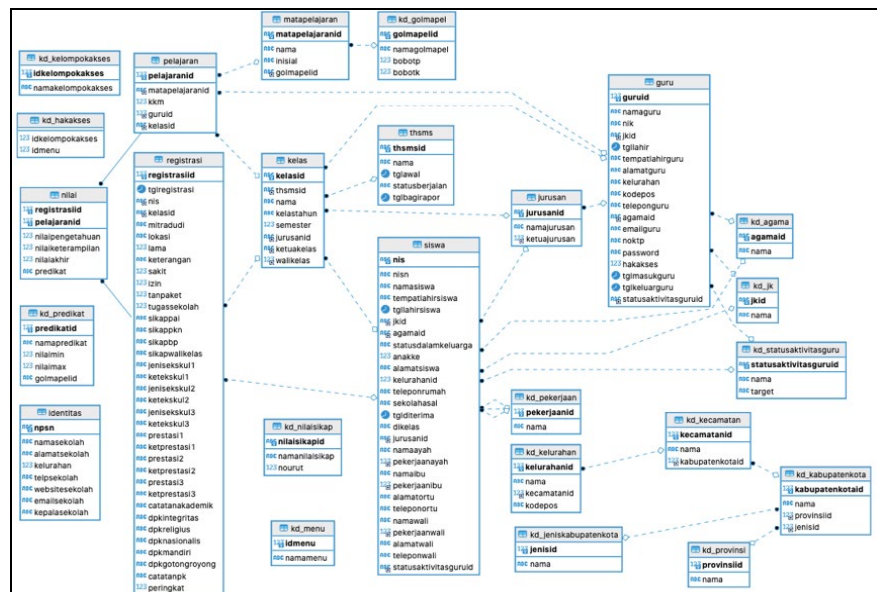 kd_kelompokakses
idkelompokakses
namakelompokakses
kd_hakakses
idkelompokakses
idmenu
nilai
registrasiid
pelajaranid
nilaipengetahuan
nilaiketerampilan
nilaiakhir
predikat
kd_predikat
predikatid
namapredikat
nilaimin
nilaimax
golmapelid
identitas
npsn
namasekolah
alamatsekolah
kelurahan
telpsekolah
websitesekolah
emailsekolah
kepalasekolah
pelajaran
pelajaranid
matapelajaranid
kkm
guruid
kelasid
registrasi
registrasiid
tglregistrasi
nis
kelasid
mitradudi
lokasi
lama
keterangan
sakit
izin
tanpaket
tugassekolah
sikappai
sikappkn
sikapbp
sikapwalikelas
jenisekskul1
ketekskul1
jenisekskul2
ketekskul2
jenisekskul3
ketekskul3
prestasi1
ketprestasi1
prestasi2
ketprestasi2
prestasi3
ketprestasi3
catatanakademik
dpkintegritas
dpkreligius
dpknasionalis
dpkmandiri
dpkgotongroyong
catatanpk
peringkat
matapelajaran
matapelajaranid
nama
inisial
golmapelid
kd_golmapel
golmapelid
namagolmapel
bobotp
bobotk
kelas
kelasid
thsmsid
nama
kelastahun
semester
jurusanid
ketuakelas
walikelas
thsms
thsmsid
nama
tglawal
statusberjalan
tglbagirapor
kd_nilaisikap
nilaisikapid
namanilaisikap
nourut
kd_menu
idmenu
namamenu
siswa
nis
nisn
namasiswa
tempatlahirsiswa
tgllahirsiswa
jkid
agamaid
statusdalamkeluarga
anakke
alamatsiswa
kelurahanid
teleponrumah
sekolahasal
tglditerima
dikelas
jurusanid
namaayah
pekerjaanayah
namaibu
pekerjaanibu
alamatortu
teleponortu
namawali
pekerjaanwali
alamatwali
teleponwali
statusaktivitasguruid
jurusan
jurusanid
namajurusan
ketuajurusan
guru
guruid
namaguru
nik
jkid
tgllahir
tempatlahirguru
alamatguru
kelurahan
kodepos
teleponguru
agamaid
emailguru
noktp
password
hakakses
tglmasukguru
tglkeluarguru
statusaktivitasguruid
kd_agama
agamaid
nama
kd_jk
jkid
nama
kd_statusaktivitasguru
statusaktivitasguruid
nama
target
kd_pekerjaan
pekerjaanid
nama
kd_kelurahan
kelurahanid
nama
kecamatanid
kodepos
kd_kecamatan
kecamatanid
nama
kabupatenkotaid
kd_kabupatenkota
kabupatenkotaid
nama
provinsiid
jenisid
kd_jeniskabupatenkota
jenisid
nama
kd_provinsi
provinsiid
nama